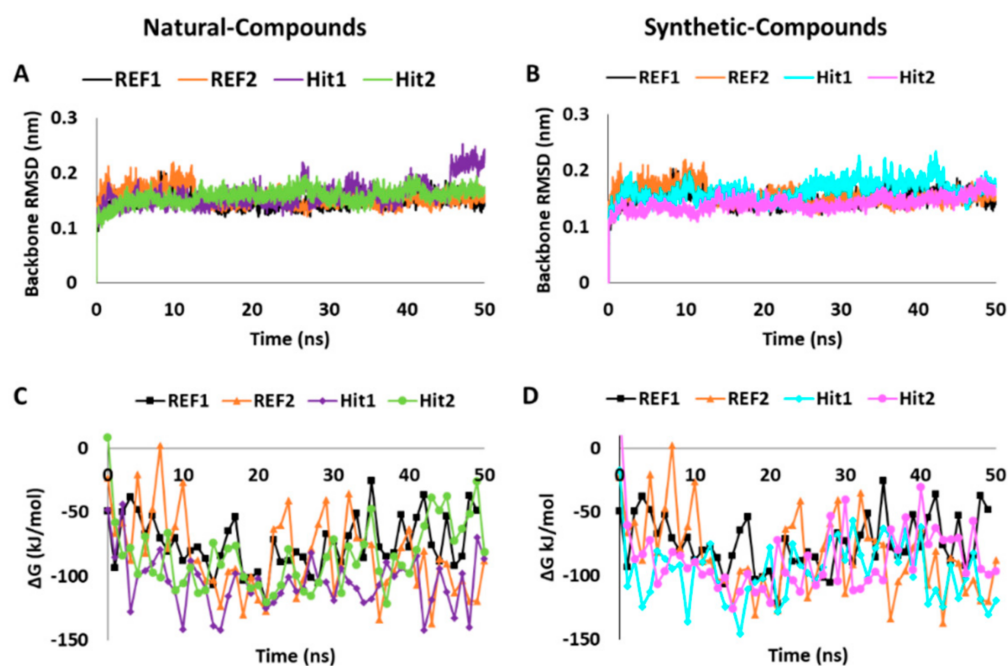 Natural-Compounds
Synthetic-Compounds
A
REF1 REF2 Hit1 Hit2
Backbone RMSD (nm)
0.3
0.2
0.1
0
0 10 20 30 40 50
Time (ns)
B
REF1 REF2 Hit1 Hit2
Backbone RMSD (nm)
0.3
0.2
0.1
0
0 10 20 30 40 50
Time (ns)
C
REF1 REF2 Hit1 Hit2
ΔG (kJ/mol)
0
-50
-100
-150
0 10 20 30 40 50
Time (ns)
D
REF1 REF2 Hit1 Hit2
ΔG kJ/mol)
0
-50
-100
-150
0 10 20 30 40 50
Time (ns)